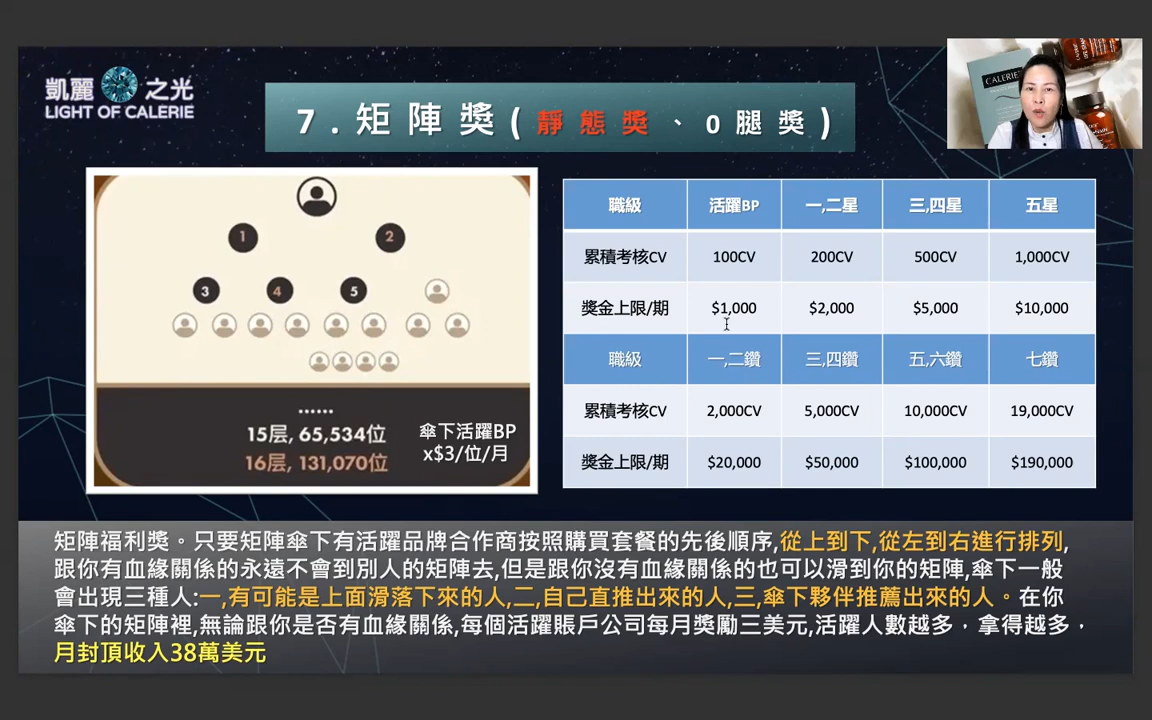 凱麗之光
LIGHT OF CALERIE
7.矩陣獎(靜態獎、0腿獎)
CALERIE
1
2
3
4
5
......
15层, 65,534位
16层, 131,070位
傘下活躍BP
x$3/位/月
職級 活躍BP 一,二星 三,四星 五星
累積考核CV 100CV 200CV 500CV 1,000CV
獎金上限/期 $1,000 $2,000 $5,000 $10,000
職級 一,二鑽 三,四鑽 五,六鑽 七鑽
累積考核CV 2,000CV 5,000CV 10,000CV 19,000CV
獎金上限/期 $20,000 $50,000 $100,000 $190,000
矩陣福利獎。只要矩陣傘下有活躍品牌合作商按照購買套餐的先後順序,從上到下,從左到右進行排列,
跟你有血緣關係的永遠不會到別人的矩陣去,但是跟你沒有血緣關係的也可以滑到你的矩陣,傘下一般
會出現三種人:一,有可能是上面滑落下來的人,二,自己直推出來的人,三,傘下夥伴推薦出來的人。在你
傘下的矩陣裡,無論跟你是否有血緣關係,每個活躍賬戶公司每月獎勵三美元,活躍人數越多，拿得越多，
月封頂收入38萬美元